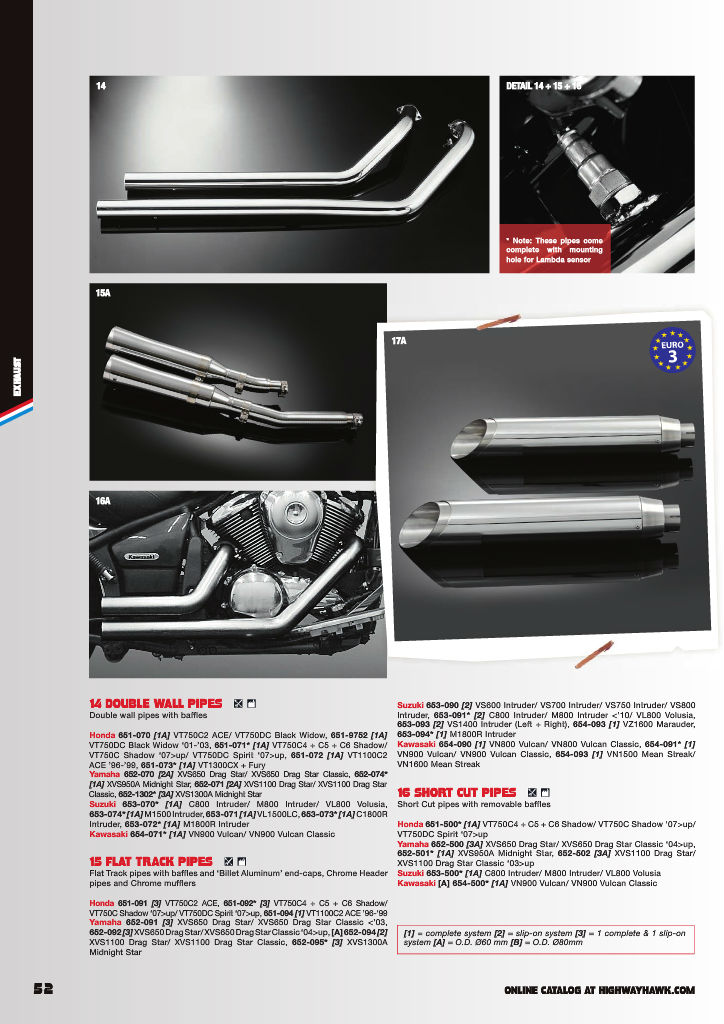 14
DETAIL 14 + 15 + 16
* Note: These pipes come
complete with mounting
hole for Lambda sensor
15A
17A
EURO
3
EXHAUST
16A
Kawasaki
14 DOUBLE WALL PIPES
Double wall pipes with baffles
Honda 651-070 [1A] VT750C2 ACE/ VT750DC Black Widow, 651-9752 [1A]
VT750DC Black Widow '01-'03, 651-071* [1A] VT750C4 + C5 + C6 Shadow/
VT750C Shadow '07>up/ VT750DC Spirit '07>up, 651-072 [1A] VT1100C2
ACE '96-'99, 651-073* [1A] VT1300CX + Fury
Yamaha 652-070 [2A] XVS650 Drag Star/ XVS650 Drag Star Classic, 652-074*
[1A] XVS950A Midnight Star, 652-071 [2A] XVS1100 Drag Star/ XVS1100 Drag Star
Classic, 652-1302* [3A] XVS1300A Midnight Star
Suzuki 653-070* [1A] C800 Intruder/ M800 Intruder/ VL800 Volusia,
653-074* [1A] M1500 Intruder, 653-071 [1A] VL1500LC, 653-073* [1A] C1800R
Intruder, 653-072* [1A] M1800R Intruder
Kawasaki 654-071* [1A] VN900 Vulcan/ VN900 Vulcan Classic
15 FLAT TRACK PIPES
Flat Track pipes with baffles and 'Billet Aluminum' end-caps, Chrome Header
pipes and Chrome mufflers
Honda 651-091 [3] VT750C2 ACE, 651-092* [3] VT750C4 + C5 + C6 Shadow/
VT750C Shadow '07>up/ VT750DC Spirit '07>up, 651-094 [1] VT1100C2 ACE '96-'99
Yamaha 652-091 [3] XVS650 Drag Star/ XVS650 Drag Star Classic <'03,
652-092 [3] XVS650 Drag Star/ XVS650 Drag Star Classic '04>up, [A] 652-094 [2]
XVS1100 Drag Star/ XVS1100 Drag Star Classic, 652-095* [3] XVS1300A
Midnight Star
Suzuki 653-090 [2] VS600 Intruder/ VS700 Intruder/ VS750 Intruder/ VS800
Intruder, 653-091* [2] C800 Intruder/ M800 Intruder <'10/ VL800 Volusia,
653-093 [2] VS1400 Intruder (Left + Right), 654-093 [1] VZ1600 Marauder,
653-094* [1] M1800R Intruder
Kawasaki 654-090 [1] VN800 Vulcan/ VN800 Vulcan Classic, 654-091* [1]
VN900 Vulcan/ VN900 Vulcan Classic, 654-093 [1] VN1500 Mean Streak/
VN1600 Mean Streak
16 SHORT CUT PIPES
Short Cut pipes with removable baffles
Honda 651-500* [1A] VT750C4 + C5 + C6 Shadow/ VT750C Shadow '07>up/
VT750DC Spirit '07>up
Yamaha 652-500 [3A] XVS650 Drag Star/ XVS650 Drag Star Classic '04>up,
652-501* [1A] XVS950A Midnight Star, 652-502 [3A] XVS1100 Drag Star/
XVS1100 Drag Star Classic '03>up
Suzuki 653-500* [1A] C800 Intruder/ M800 Intruder/ VL800 Volusia
Kawasaki [A] 654-500* [1A] VN900 Vulcan/ VN900 Vulcan Classic
[1] = complete system [2] = slip-on system [3] = 1 complete & 1 slip-on
system [A] = O.D. Ø60 mm [B] = O.D. Ø80mm
52
ONLINE CATALOG AT HIGHWAYHAWK.COM